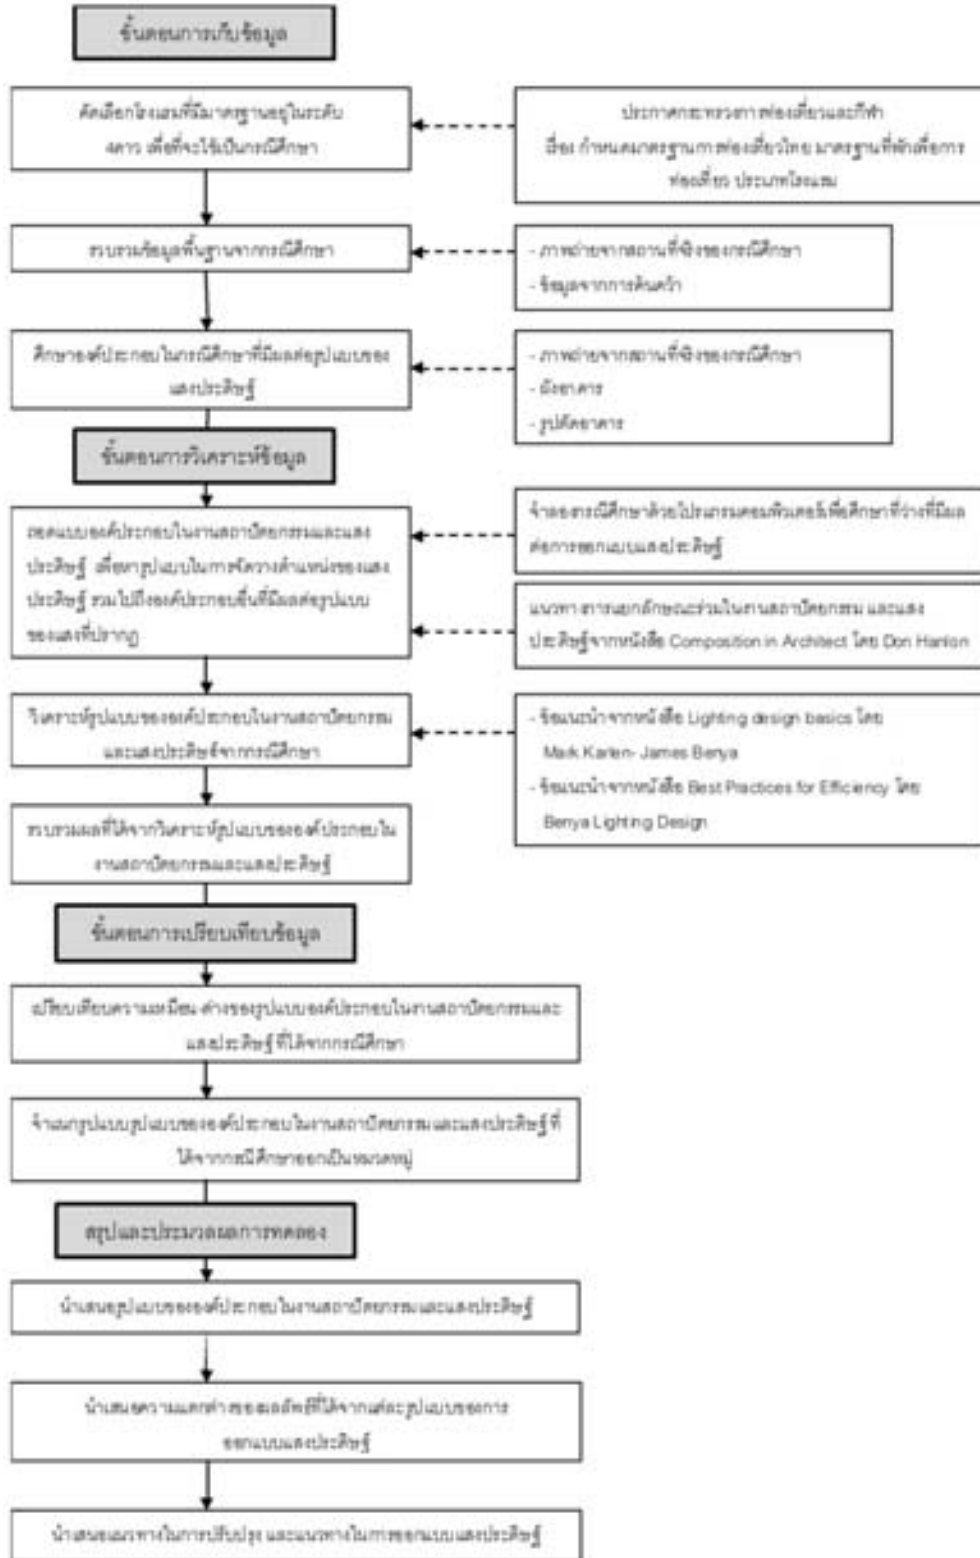 ขั้นตอนการเก็บข้อมูล
คัดเลือกโรงแรมที่มีมาตรฐานอยู่ในระดับ
4ดาว เพื่อที่จะใช้เป็นกรณีศึกษา
ประกาศกระทรวงการท่องเที่ยวและกีฬา
เรื่อง กำหนดมาตรฐานการท่องเที่ยวไทย มาตรฐานที่พักเพื่อการ
ท่องเที่ยว ประเภทโรงแรม
รวบรวมข้อมูลพื้นฐานจากกรณีศึกษา
- ภาพถ่ายจากสถานที่จริงของกรณีศึกษา
- ข้อมูลจากการค้นคว้า
ศึกษาองค์ประกอบในกรณีศึกษาที่มีผลต่อรูปแบบของ
แสงประดิษฐ์
- ภาพถ่ายจากสถานที่จริงของกรณีศึกษา
- ผังอาคาร
- รูปตัดอาคาร
ขั้นตอนการวิเคราะห์ข้อมูล
ถอดแบบองค์ประกอบในงานสถาปัตยกรรมและแสง
ประดิษฐ์ เพื่อหารูปแบบในการจัดวางตำแหน่งของแสง
ประดิษฐ์ รวมไปถึงองค์ประกอบอื่นที่มีผลต่อรูปแบบ
ของแสงที่ปรากฏ
จำลองกรณีศึกษาด้วยโปรแกรมคอมพิวเตอร์เพื่อศึกษาที่ว่างที่มีผล
ต่อการออกแบบแสงประดิษฐ์
แนวทางการแยกลักษณะร่วมในงานสถาปัตยกรรม และแสง
ประดิษฐ์จากหนังสือ Composition in Architect โดย Don Hanlon
วิเคราะห์รูปแบบขององค์ประกอบในงานสถาปัตยกรรม
และแสงประดิษฐ์จากกรณีศึกษา
- ข้อแนะนำจากหนังสือ Lighting design basics โดย
Mark Karlen- James Benya
- ข้อแนะนำจากหนังสือ Best Practices for Efficiency โดย
Benya Lighting Design
รวบรวมผลที่ได้จากวิเคราะห์รูปแบบขององค์ประกอบใน
งานสถาปัตยกรรมและแสงประดิษฐ์
ขั้นตอนการเปรียบเทียบข้อมูล
เปรียบเทียบความเหมือน-ต่างของรูปแบบองค์ประกอบในงานสถาปัตยกรรมและ
แสงประดิษฐ์ที่ได้จากกรณีศึกษา
จำแนกรูปแบบรูปแบบขององค์ประกอบในงานสถาปัตยกรรมและแสงประดิษฐ์ที่
ได้จากกรณีศึกษาออกเป็นหมวดหมู่
สรุปและประมวลผลการทดลอง
นำเสนอรูปแบบขององค์ประกอบในงานสถาปัตยกรรมและแสงประดิษฐ์
นำเสนอความแตกต่างของผลลัพธ์ที่ได้จากแต่ละรูปแบบของการ
ออกแบบแสงประดิษฐ์
นำเสนอแนวทางในการปรับปรุง และแนวทางในการออกแบบแสงประดิษฐ์